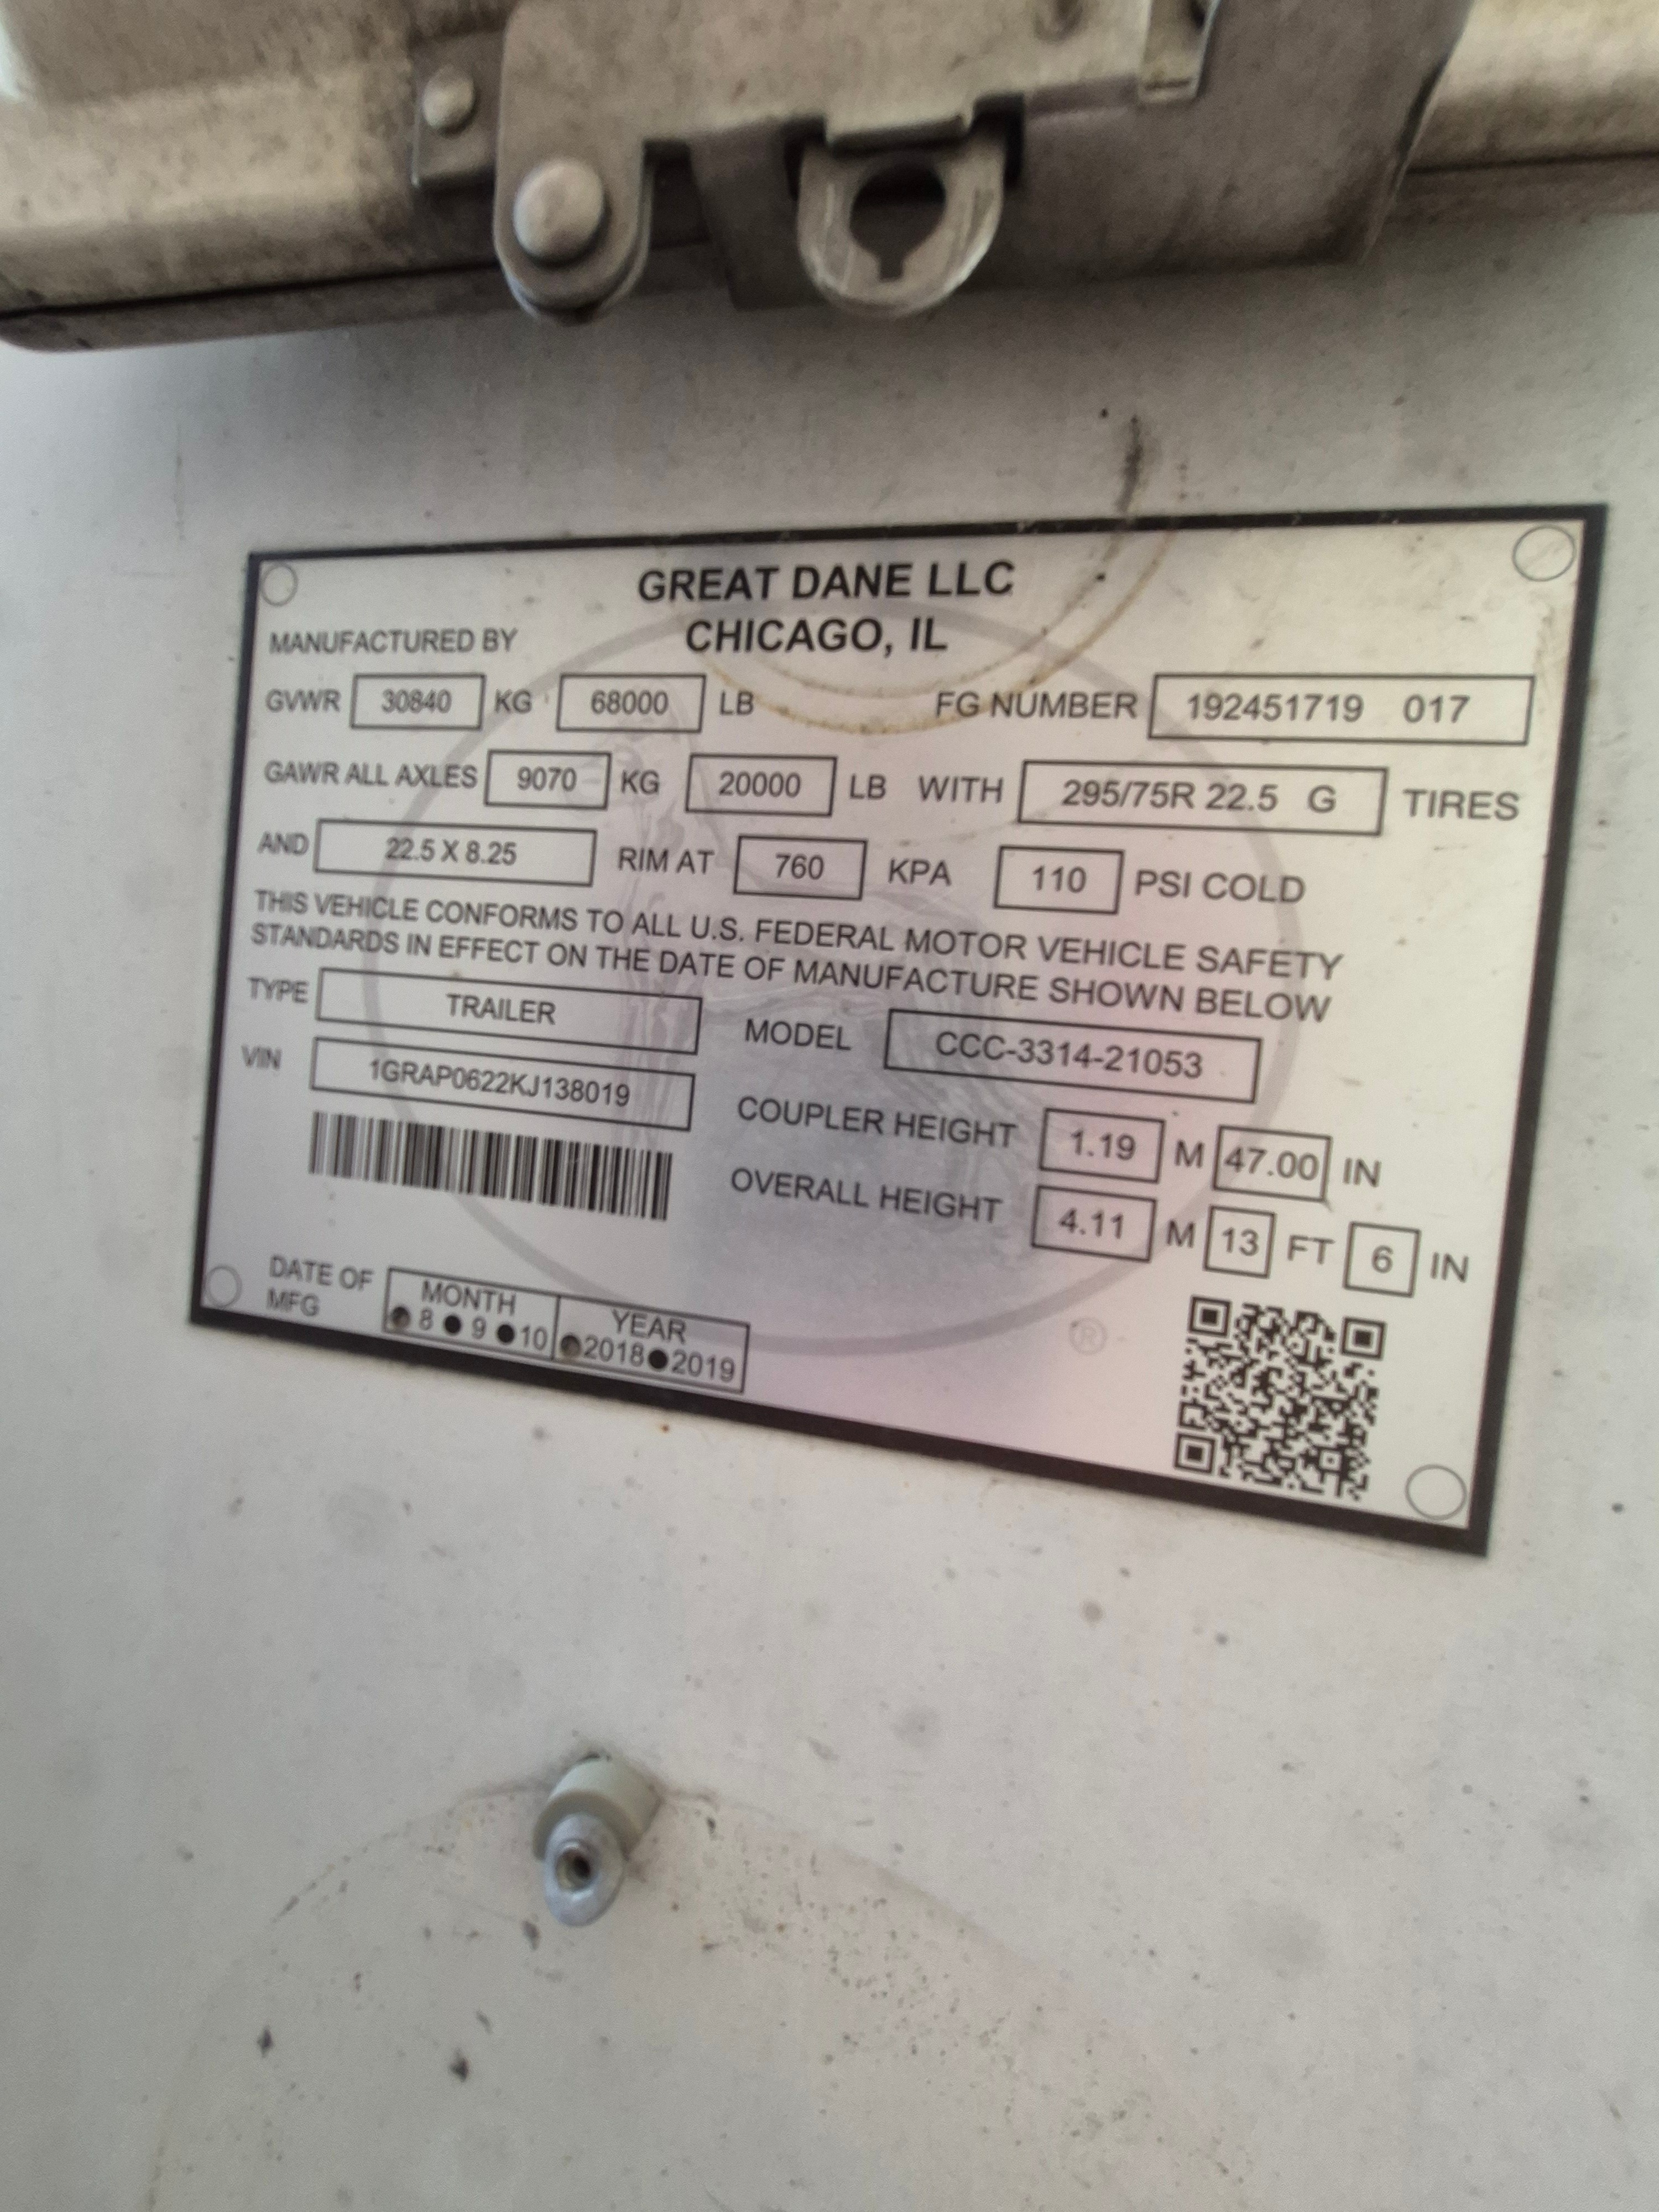 GREAT DANE LLC
MANUFACTURED BY CHICAGO, IL
GVWR 30840 KG 68000 LB FG NUMBER 192451719 017
GAWR ALL AXLES 9070 KG 20000 LB WITH 295/75R 22.5 G TIRES
AND 22.5 X 8.25 RIM AT 760 KPA 110 PSI COLD
THIS VEHICLE CONFORMS TO ALL U.S. FEDERAL MOTOR VEHICLE SAFETY
STANDARDS IN EFFECT ON THE DATE OF MANUFACTURE SHOWN BELOW
TYPE TRAILER MODEL CCC-3314-21053
VIN 1GRAP0622KJ138019
COUPLER HEIGHT 1.19 M 47.00 IN
OVERALL HEIGHT 4.11 M 13 FT 6 IN
DATE OF MFG
MONTH YEAR
8 9 10 2018 2019
®